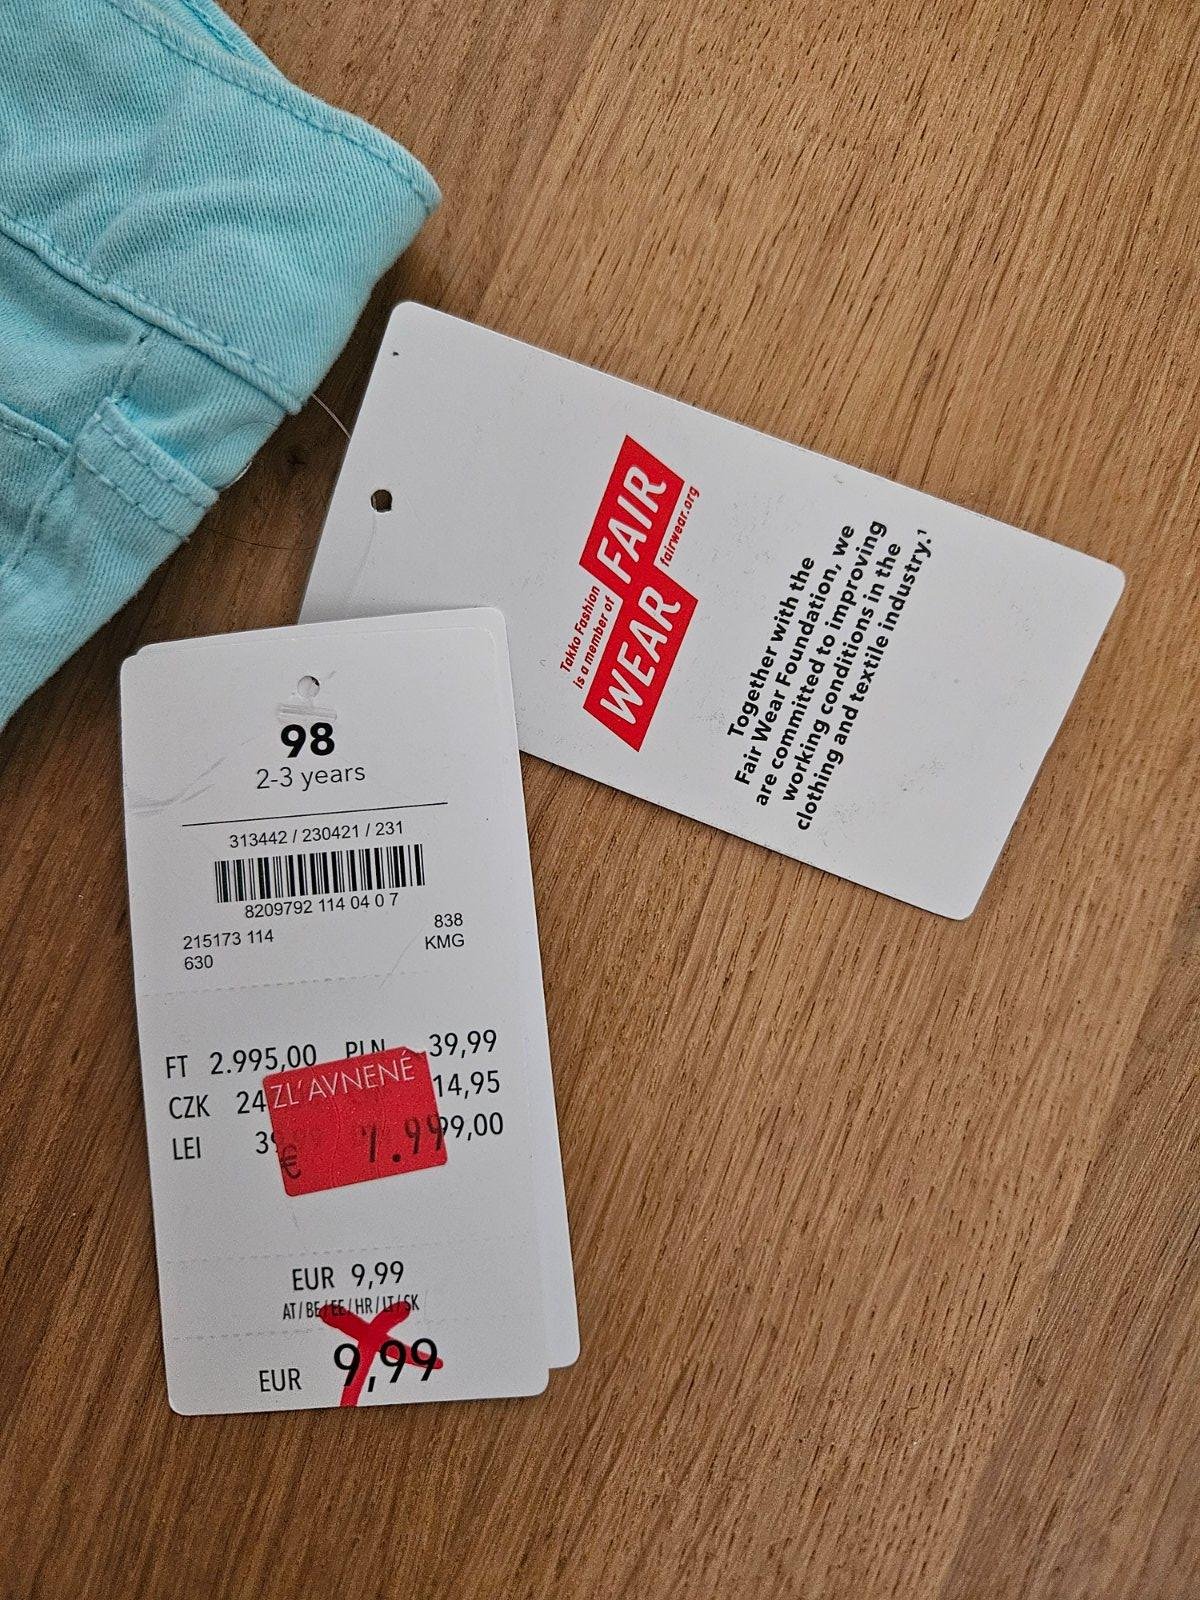 98
2-3 years
313442 / 230421 / 231
8209792 114 04 0 7
215173 114
630
838
KMG
FT 2.995,00 PLN 39,99
CZK 24 14,95
LEI 39 99,00
ZĽAVNENÉ
€ 7.99
EUR 9,99
AT/BE/EE/HR/LT/SK
EUR 9,99
Takko Fashion
is a member of
FAIR
WEAR
fairwear.org
Together with the
Fair Wear Foundation, we
are committed to improving
working conditions in the
clothing and textile industry.¹